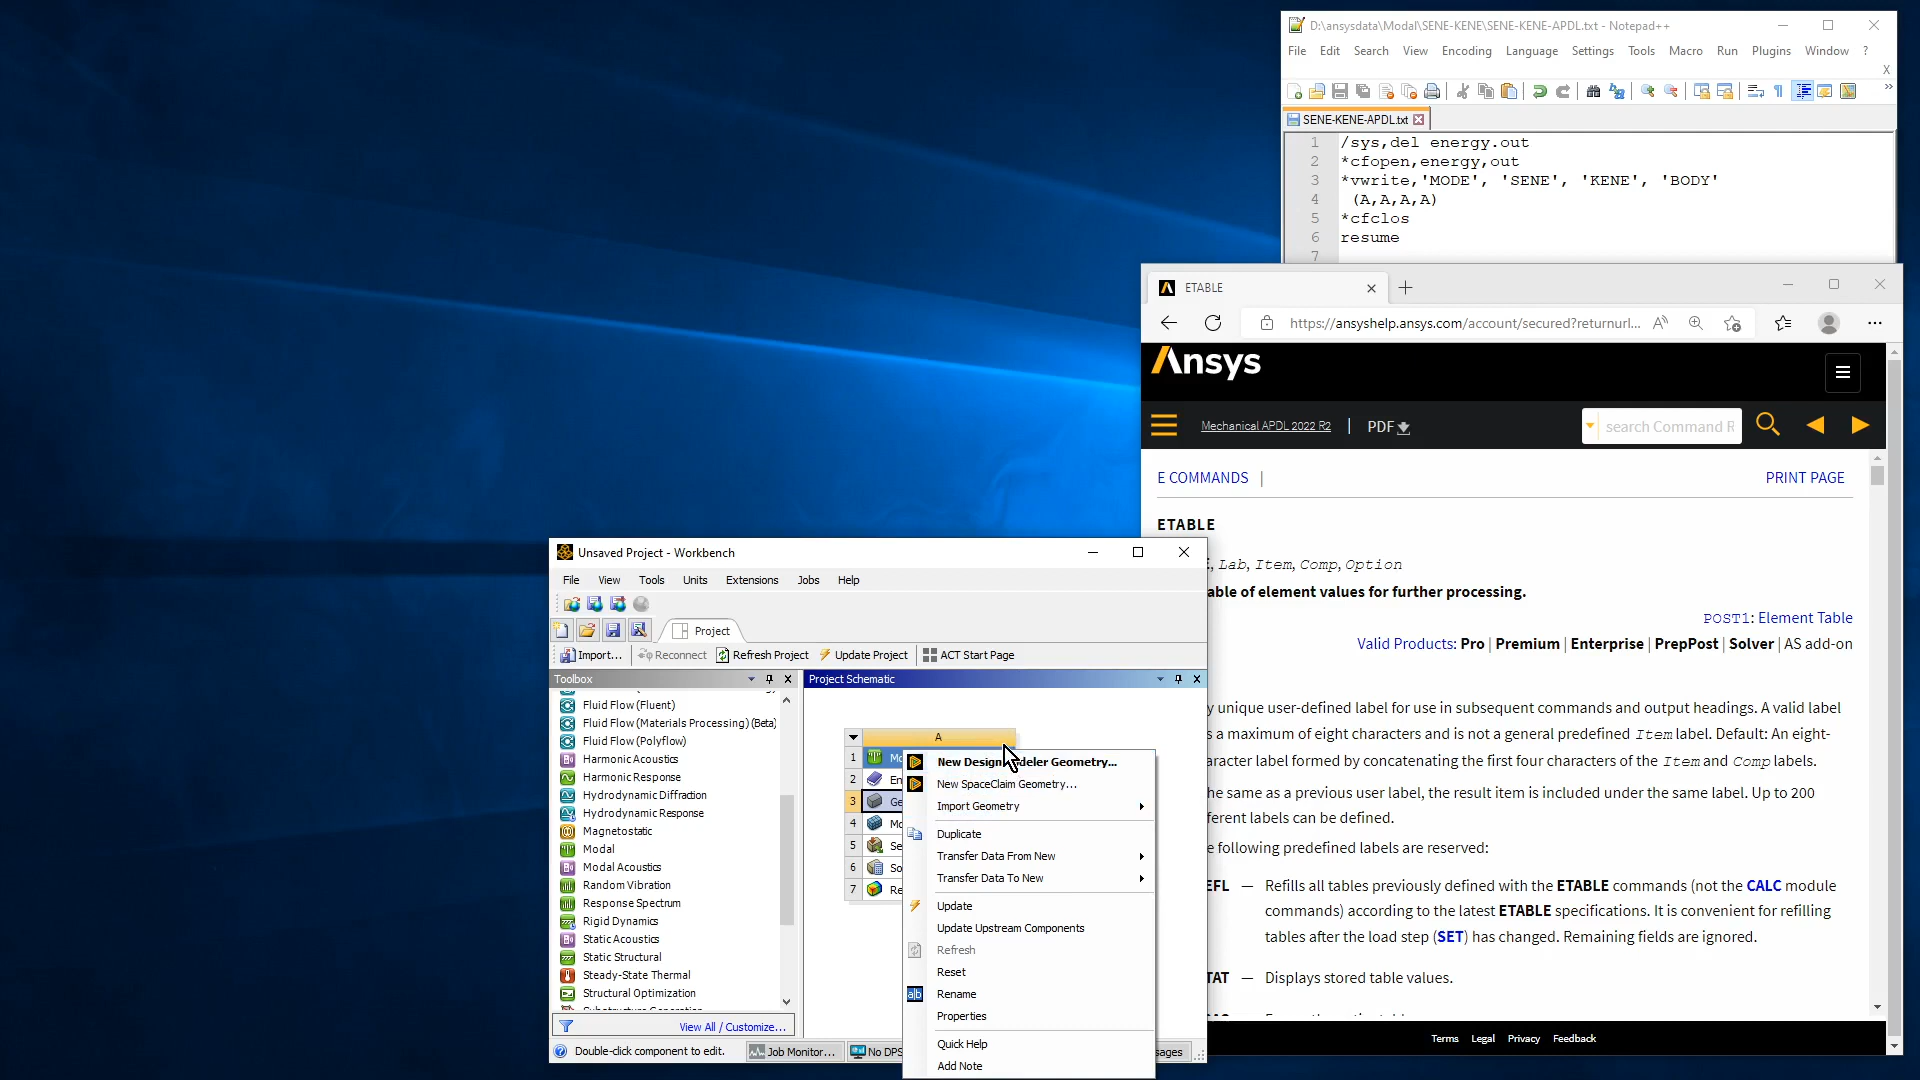 D:\ansysdata\Modal\SENE-KENE\SENE-KENE-APDL.txt - Notepad++
File Edit Search View Encoding Language Settings Tools Macro Run Plugins Window ?
X
SENE-KENE-APDL.txt
1 /sys,del energy.out
2 *cfopen,energy,out
3 *vwrite,'MODE', 'SENE', 'KENE', 'BODY'
4 (A,A,A,A)
5 *cfclos
6 resume
7
ETABLE
https://ansyshelp.ansys.com/account/secured?returnurl...
Ansys
Mechanical APDL 2022 R2 | PDF
search Command R
E COMMANDS |
PRINT PAGE
ETABLE
, Lab, Item, Comp, Option
able of element values for further processing.
POST1: Element Table
Valid Products: Pro | Premium | Enterprise | PrepPost | Solver | AS add-on
y unique user-defined label for use in subsequent commands and output headings. A valid label
s a maximum of eight characters and is not a general predefined Item label. Default: An eight-
aracter label formed by concatenating the first four characters of the Item and Comp labels.
he same as a previous user label, the result item is included under the same label. Up to 200
ferent labels can be defined.
e following predefined labels are reserved:
EFL — Refills all tables previously defined with the ETABLE commands (not the CALC module
commands) according to the latest ETABLE specifications. It is convenient for refilling
tables after the load step (SET) has changed. Remaining fields are ignored.
TAT — Displays stored table values.
Terms Legal Privacy Feedback
Unsaved Project - Workbench
File View Tools Units Extensions Jobs Help
Project
Import... Reconnect Refresh Project Update Project ACT Start Page
Toolbox
Fluid Flow (Fluent)
Fluid Flow (Materials Processing) (Beta)
Fluid Flow (Polyflow)
Harmonic Acoustics
Harmonic Response
Hydrodynamic Diffraction
Hydrodynamic Response
Magnetostatic
Modal
Modal Acoustics
Random Vibration
Response Spectrum
Rigid Dynamics
Static Acoustics
Static Structural
Steady-State Thermal
Structural Optimization
View All / Customize...
Project Schematic
A
1 Mo
2 En
3 Ge
4 Mo
5 Se
6 So
7 Re
New Design deler Geometry...
New SpaceClaim Geometry...
Import Geometry
Duplicate
Transfer Data From New
Transfer Data To New
Update
Update Upstream Components
Refresh
Reset
Rename
Properties
Quick Help
Add Note
Double-click component to edit.
Job Monitor...
No DPS
sages